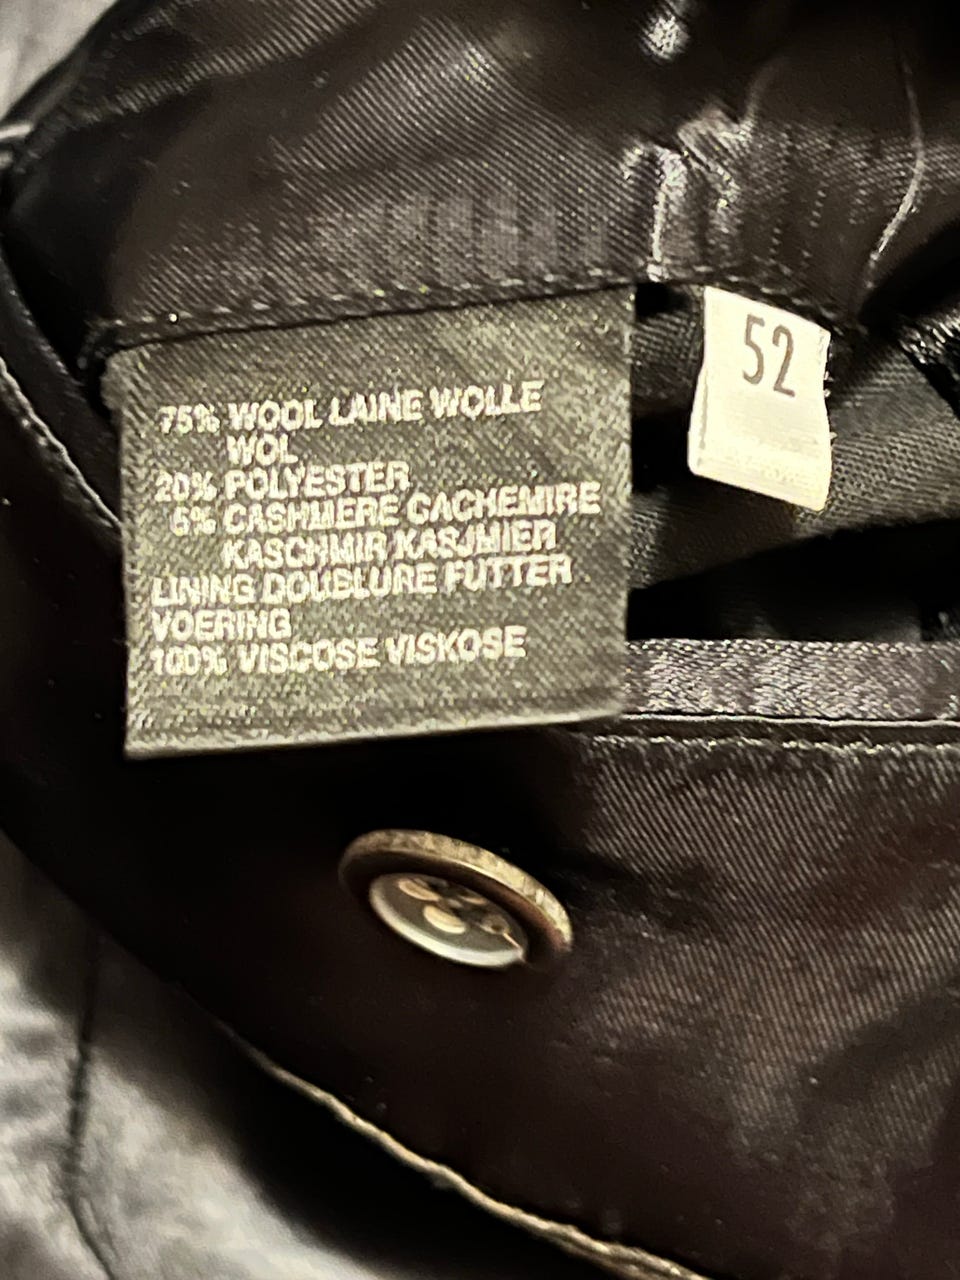 75% WOOL LAINE WOLLE
WOL
20% POLYESTER
5% CASHMERE CACHEMIRE
KASCHMIR KASJMIER
LINING DOUBLURE FUTTER
VOERING
100% VISCOSE VISKOSE
52